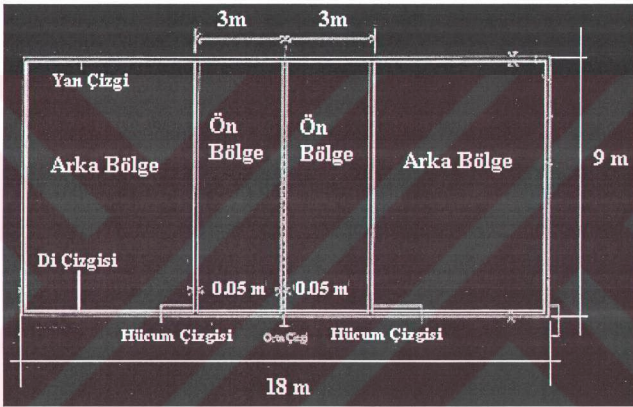 3m 3m
Yan Çizgi
Ön
Bölge
Ön
Bölge
Arka Bölge
Arka Bölge
9 m
Di Çizgisi
0.05 m 0.05 m
Hücum Çizgisi
Orta Çizgi
Hücum Çizgisi
18 m